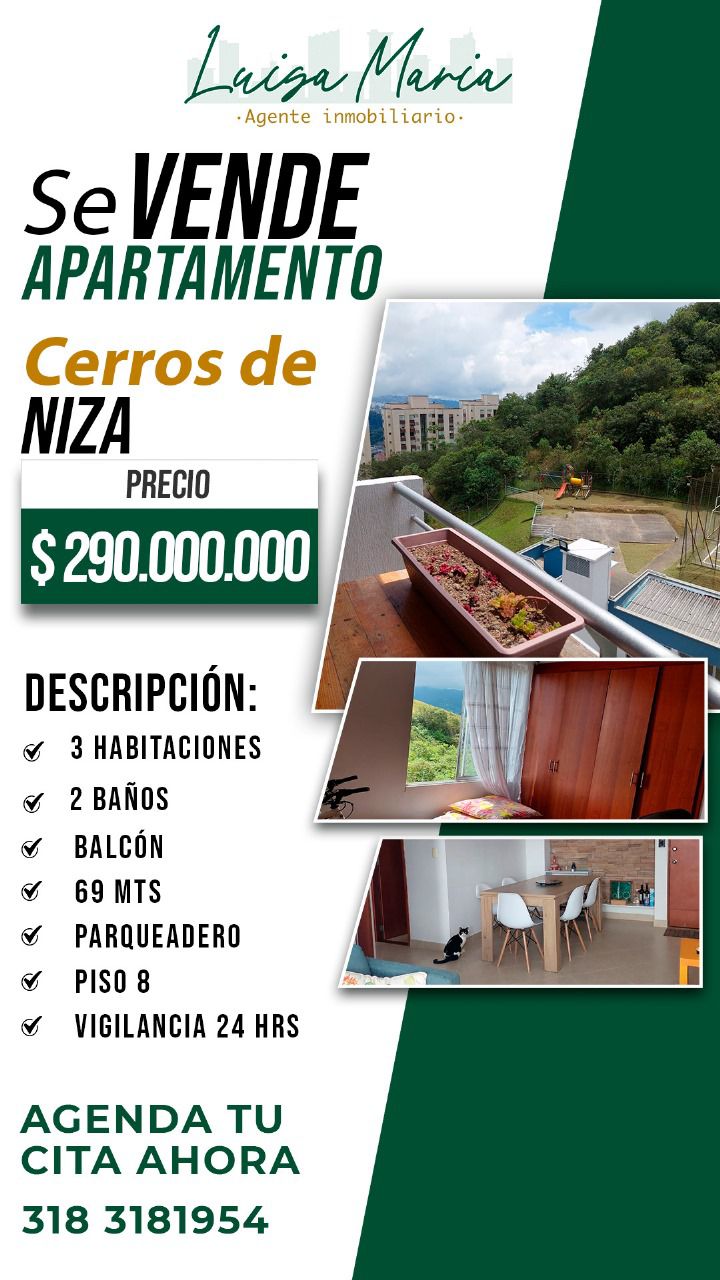 Luisa María
·Agente inmobiliario·
Se VENDE
APARTAMENTO
Cerros de
NIZA
PRECIO
$ 290.000.000
DESCRIPCIÓN:
3 HABITACIONES
2 BAÑOS
BALCÓN
69 MTS
PARQUEADERO
PISO 8
VIGILANCIA 24 HRS
AGENDA TU
CITA AHORA
318 3181954